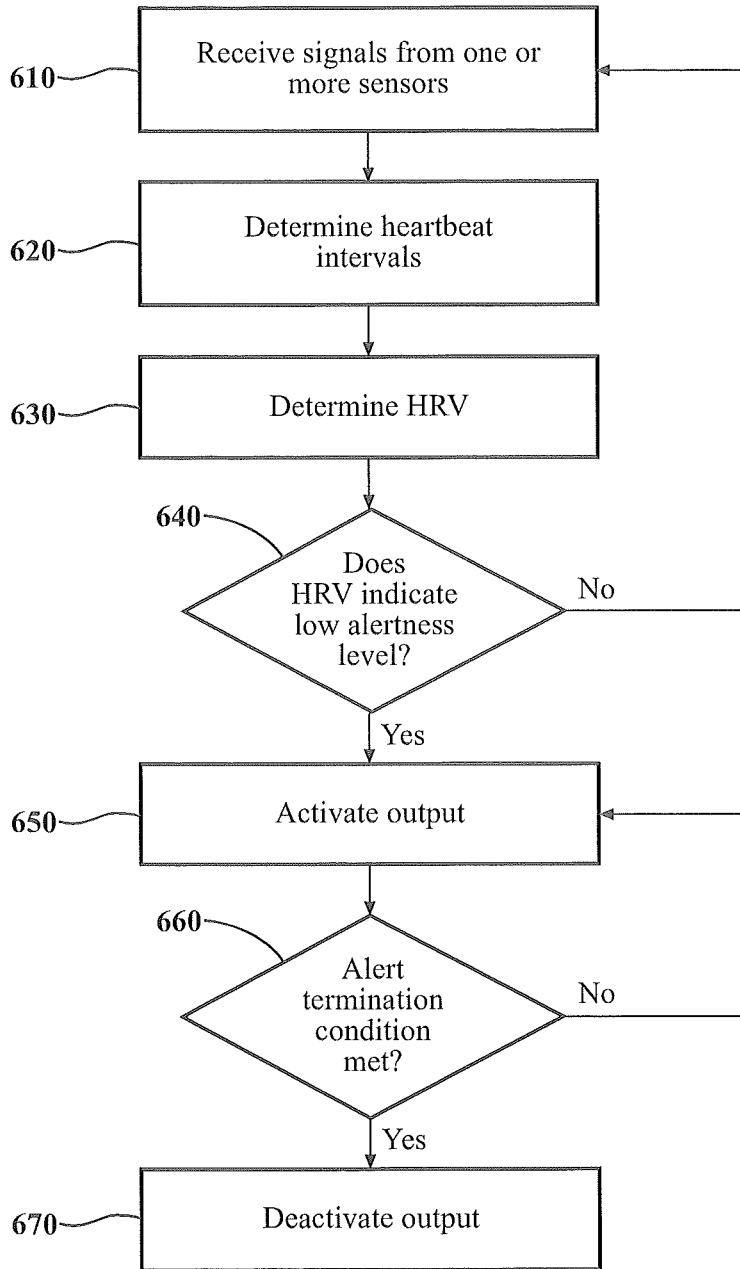 610
Receive signals from one or
more sensors
620
Determine heartbeat
intervals
630
Determine HRV
640
Does
HRV indicate
low alertness
level?
No
Yes
650
Activate output
660
Alert
termination
condition
met?
No
Yes
670
Deactivate output